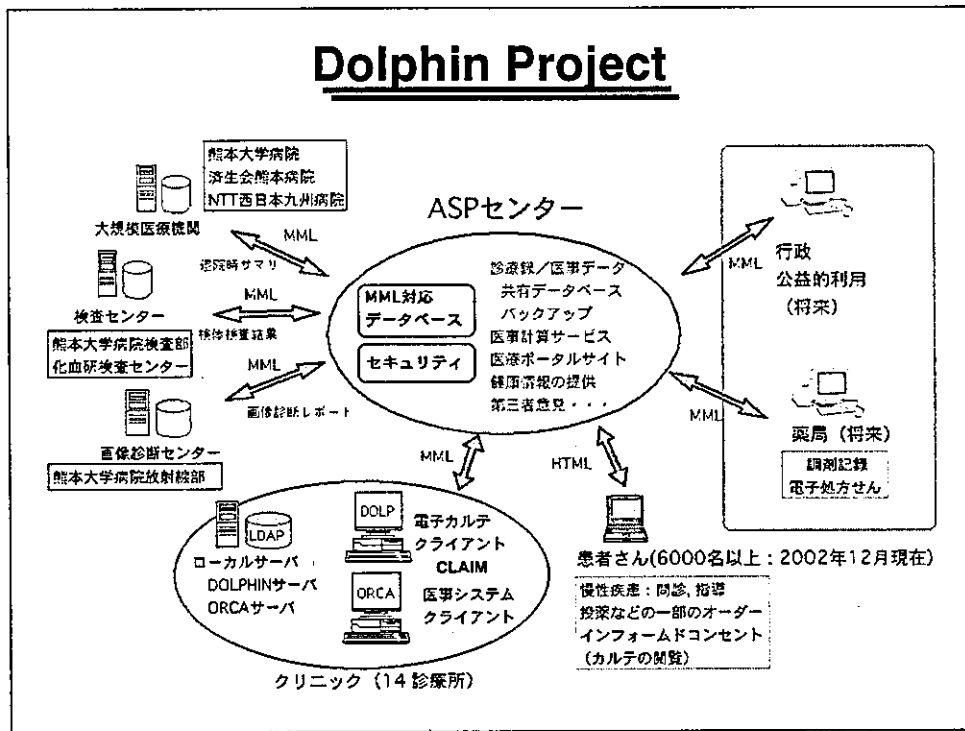 Dolphin Project
熊本大学病院
済生会熊本病院
NTT西日本九州病院
大規模医療機関
MML
退院時サマリ
検査センター
MML
検体検査結果
熊本大学病院検査部
化血研検査センター
MML
画像診断レポート
画像診断センター
熊本大学病院放射線部
ASPセンター
MML対応
データベース
セキュリティ
診療録／医事データ
共有データベース
バックアップ
医事計算サービス
医療ポータルサイト
健康情報の提供
第三者意見・・・
MML
行政
公益的利用
(将来)
MML
薬局（将来）
調剤記録
電子処方せん
MML
HTML
LDAP
ローカルサーバ
DOLPHINサーバ
ORCAサーバ
DOLP
電子カルテ
クライアント
CLAIM
ORCA
医事システム
クライアント
クリニック（14診療所）
患者さん(6000名以上：2002年12月現在)
慢性疾患：問診, 指導
投薬などの一部のオーダー
インフォームドコンセント
(カルテの閲覧)